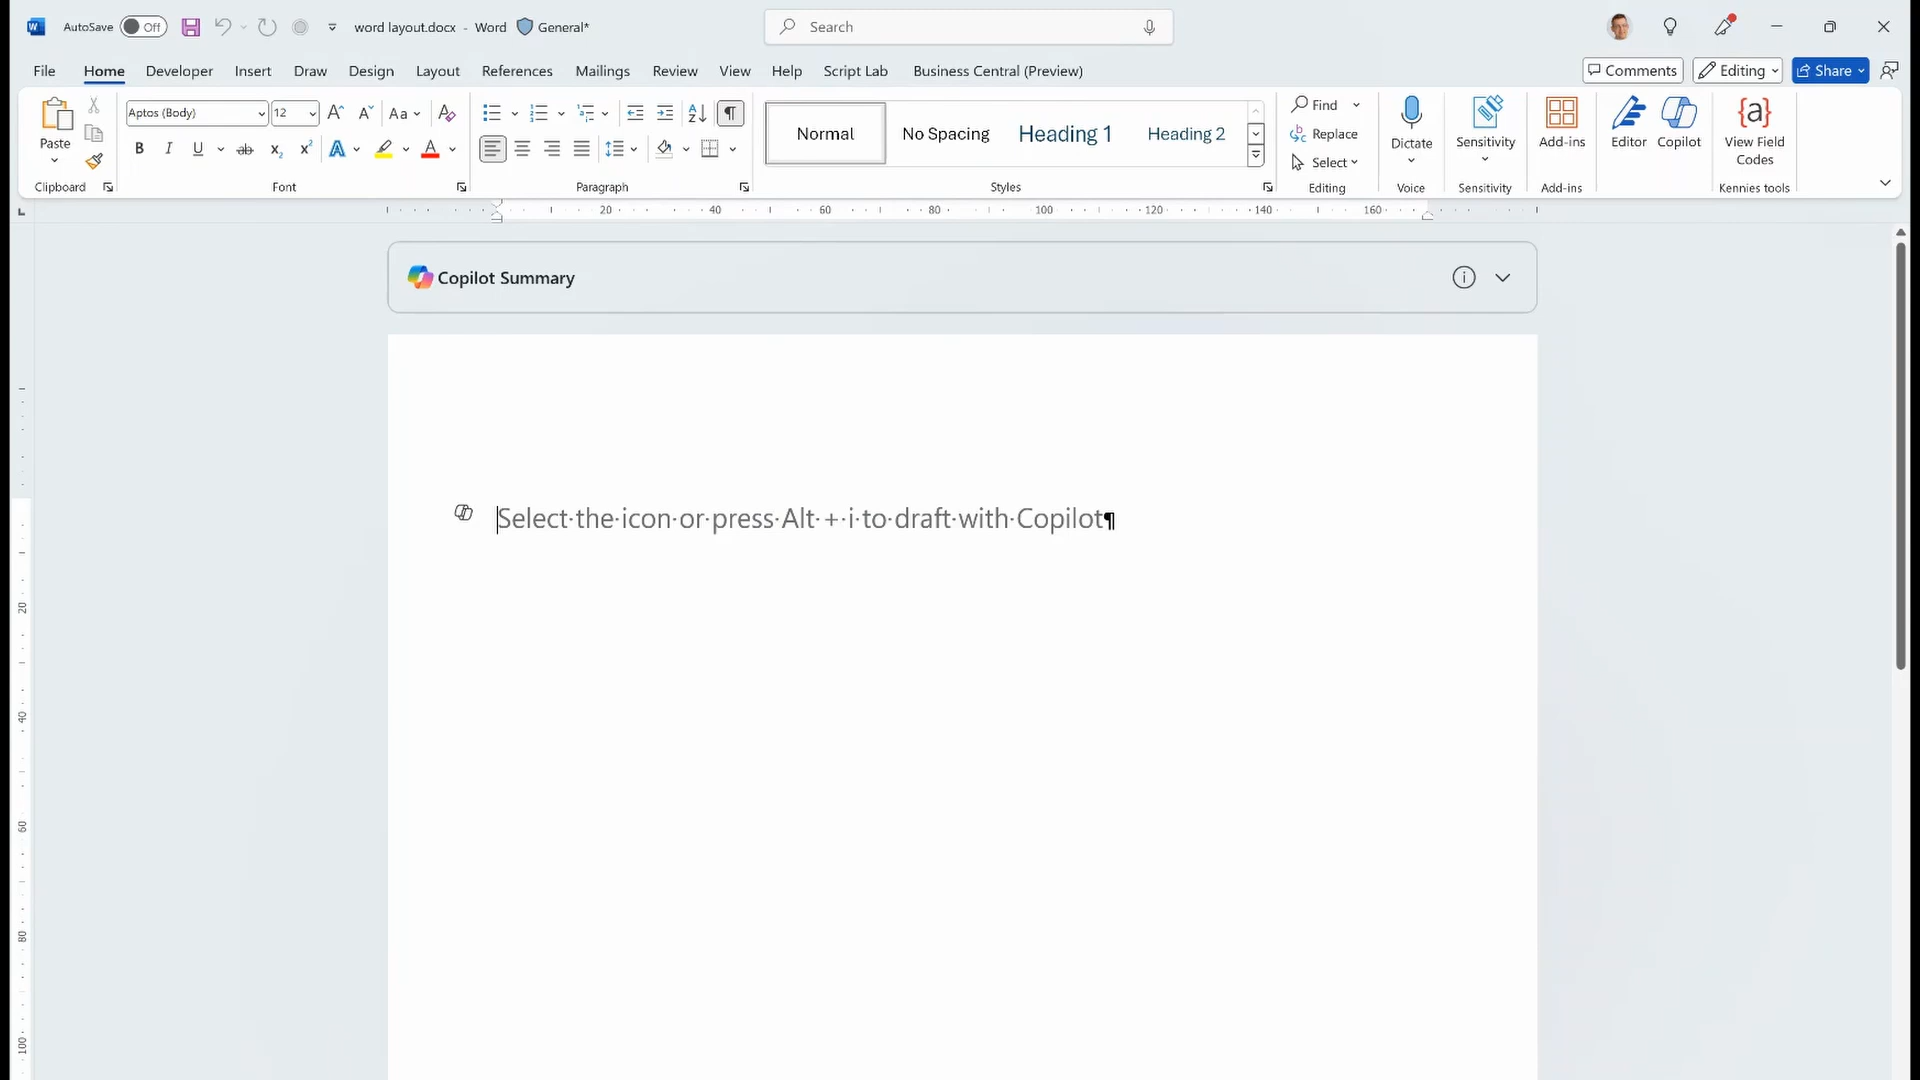 AutoSave Off word layout.docx - Word General* Search
File Home Developer Insert Draw Design Layout References Mailings Review View Help Script Lab Business Central (Preview) Comments Editing Share
Paste
Clipboard
Aptos (Body) 12 Aa
B I U ab x₂ x² A A
Font
Paragraph
Normal No Spacing Heading 1 Heading 2
Styles
Find
Replace
Select
Editing
Dictate
Voice
Sensitivity
Sensitivity
Add-ins
Add-ins
Editor Copilot
View Field
Codes
Kennies tools
20 40 60 80 100 120 140 160
Copilot Summary
Select·the·icon·or·press·Alt·+·i·to·draft·with·Copilot¶
20
40
60
80
100